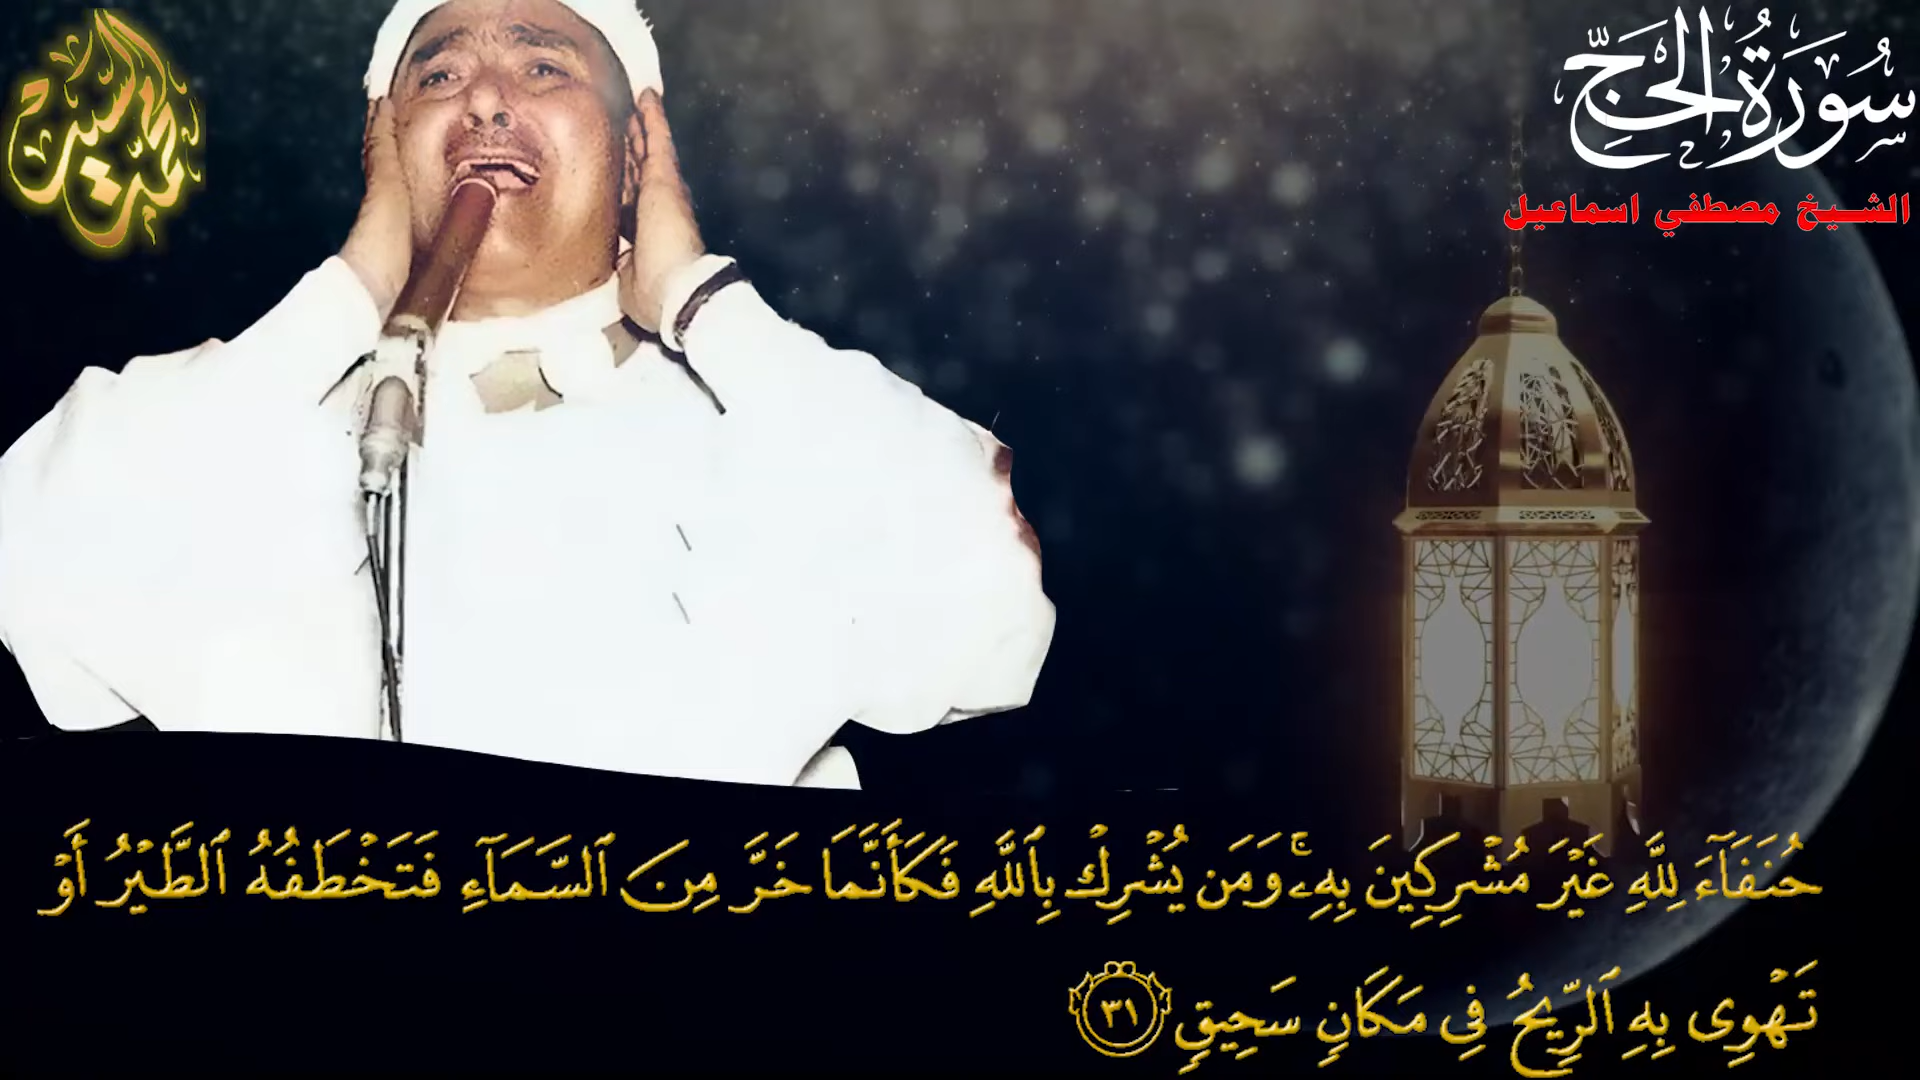 سُورَةُ الحَجِّ
الشيخ مصطفي اسماعيل
حُنَفَآءَ لِلَّهِ غَيْرَ مُشْرِكِينَ بِهِۦۚ وَمَن يُشْرِكْ بِٱللَّهِ فَكَأَنَّمَا خَرَّ مِنَ ٱلسَّمَآءِ فَتَخْطَفُهُ ٱلطَّيْرُ أَوْ
تَهْوِى بِهِ ٱلرِّيحُ فِى مَكَانٍ سَحِيقٍ ٣١